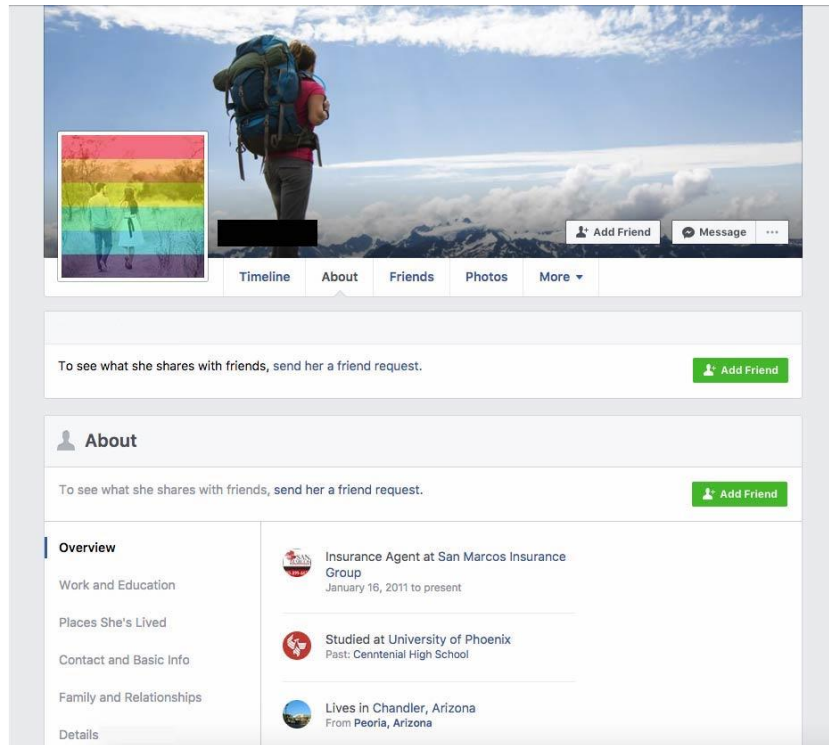 Add Friend
Message
Timeline
About
Friends
Photos
More
To see what she shares with friends, send her a friend request.
Add Friend
About
To see what she shares with friends, send her a friend request.
Add Friend
Overview
Work and Education
Places She's Lived
Contact and Basic Info
Family and Relationships
Details
Insurance Agent at San Marcos Insurance
Group
January 16, 2011 to present
Studied at University of Phoenix
Past: Cenntenial High School
Lives in Chandler, Arizona
From Peoria, Arizona